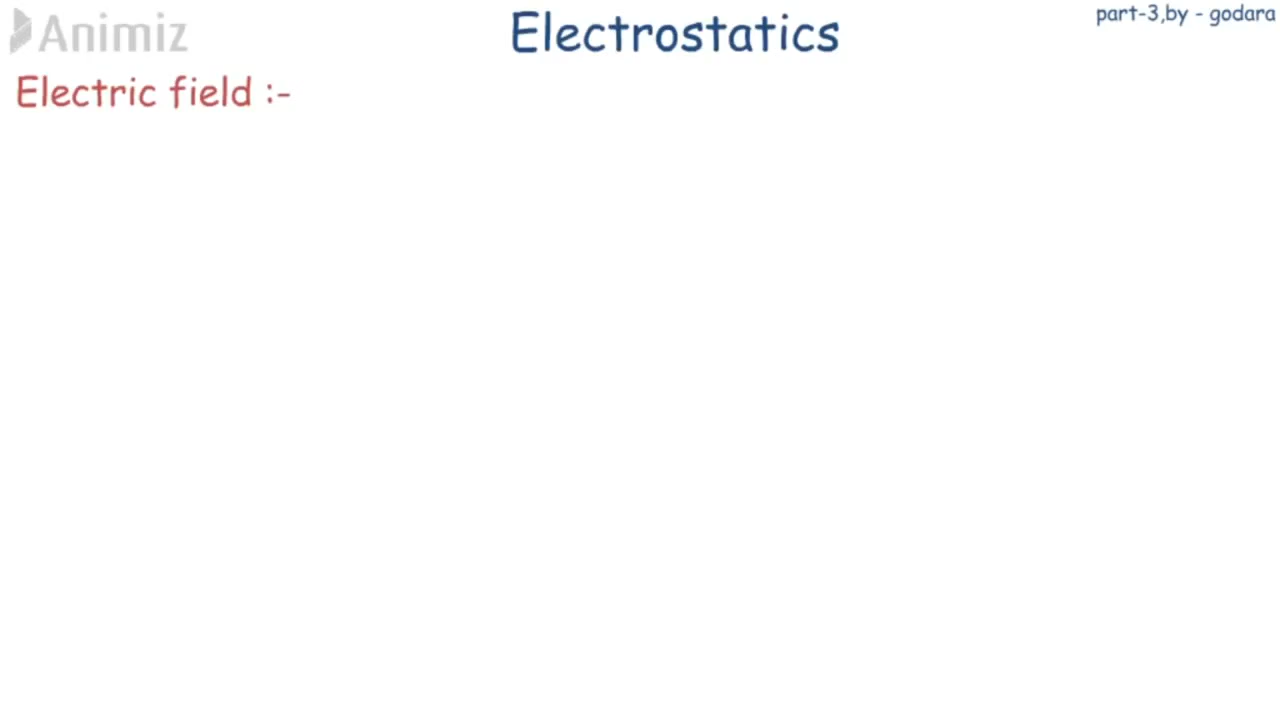 Animiz
Electrostatics
part-3,by - godara
Electric field :-